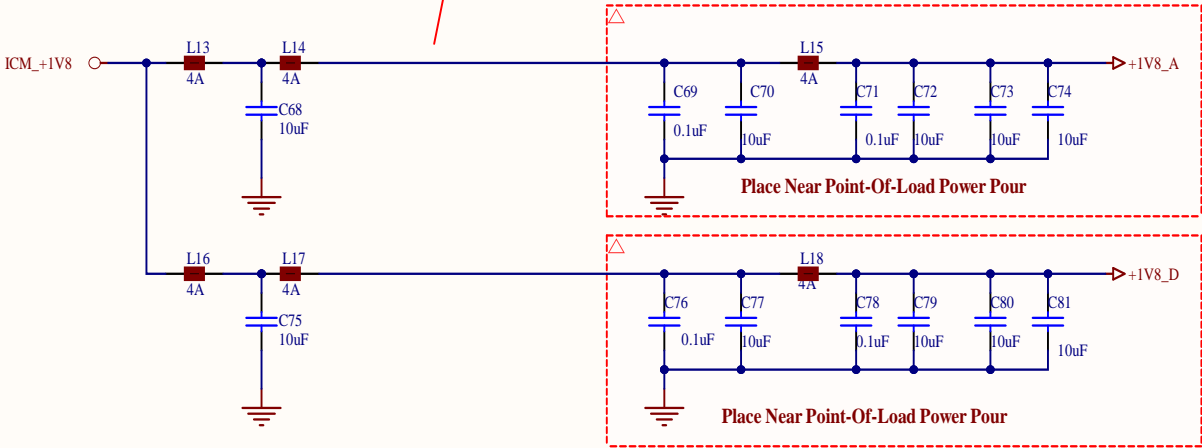 L13
L14
L15
ICM_+1V8
+1V8_A
4A
4A
4A
C68
10uF
C69
0.1uF
C70
10uF
C71
0.1uF
C72
10uF
C73
10uF
C74
10uF
Place Near Point-Of-Load Power Pour
L16
L17
L18
+1V8_D
4A
4A
4A
C75
10uF
C76
0.1uF
C77
10uF
C78
0.1uF
C79
10uF
C80
10uF
C81
10uF
Place Near Point-Of-Load Power Pour